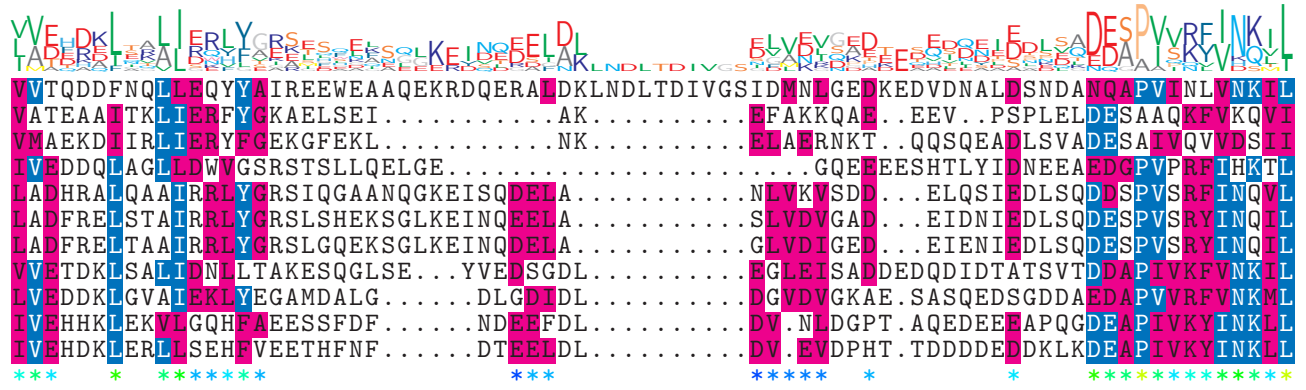 VVTQDDFNQLLEQYYAIREEWEAAQEKRDQERALDKLNDLTDIVGSIDMNLGEDKEDVDNALDSNDANQAPVINLVNKIL
VATEAAITKLIERFYGKAELSEI...........AK..........EFAKKQAE..EEV..PSPLELDESAAQKFVKQVI
VMAEKDIIRLIERYFGEKGFEKL...........NK..........ELAERNKT..QQSQEADLSVADESAIVQVVDSII
IVEDDQLAGLLDWVGSRSTSLLQELGE.......................GQEEEESHTLYIDNEEAEDGPVPRFIHKTL
LADHRALQAAIRRLYGRSIQGAANQGKEISQDELA...........NLVKVSDD...ELQSIEDLSQDDSPVSRFINQVL
LADFRELSTAIRRLYGRSLSHEKSGLKEINQEELA...........SLVDVGAD...EIDNIEDLSQDESPVSRYINQIL
LADFRELTAAIRRLYGRSLGQEKSGLKEINQDELA...........GLVDIGED...EIENIEDLSQDESPVSRYINQIL
VVETDKLSALIDNLLTAKESQGLSE...YVEDSGDL..........EGLEISADDEDQDIDTATSVTDDAPIVKFVNKIL
LVEDDKLGVAIEKLYEGAMDALG......DLGDIDL..........DGVDVGKAE.SASQEDSGDDAEDAPVVRFVNKML
IVEHHKLEKVLGQHFAEESSFDF......NDEEFDL..........DV.NLDGPT.AQEDEEEAPQGDEAPIVKYINKLL
IVEHDKLERLLSEHFVEETHFNF......DTEELDL..........DV.EVDPHT.TDDDDEDDKLKDEAPIVKYINKLL